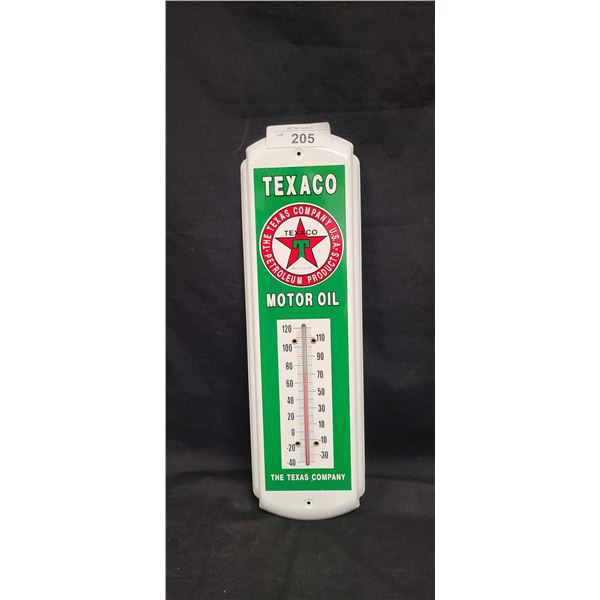 205
TEXACO
THE TEXAS COMPANY U.S.A.
TEXACO
T
PETROLEUM PRODUCTS
MOTOR OIL
120
110
100
90
80
70
60
50
40
30
20
10
0
-10
-20
-30
-40
THE TEXAS COMPANY